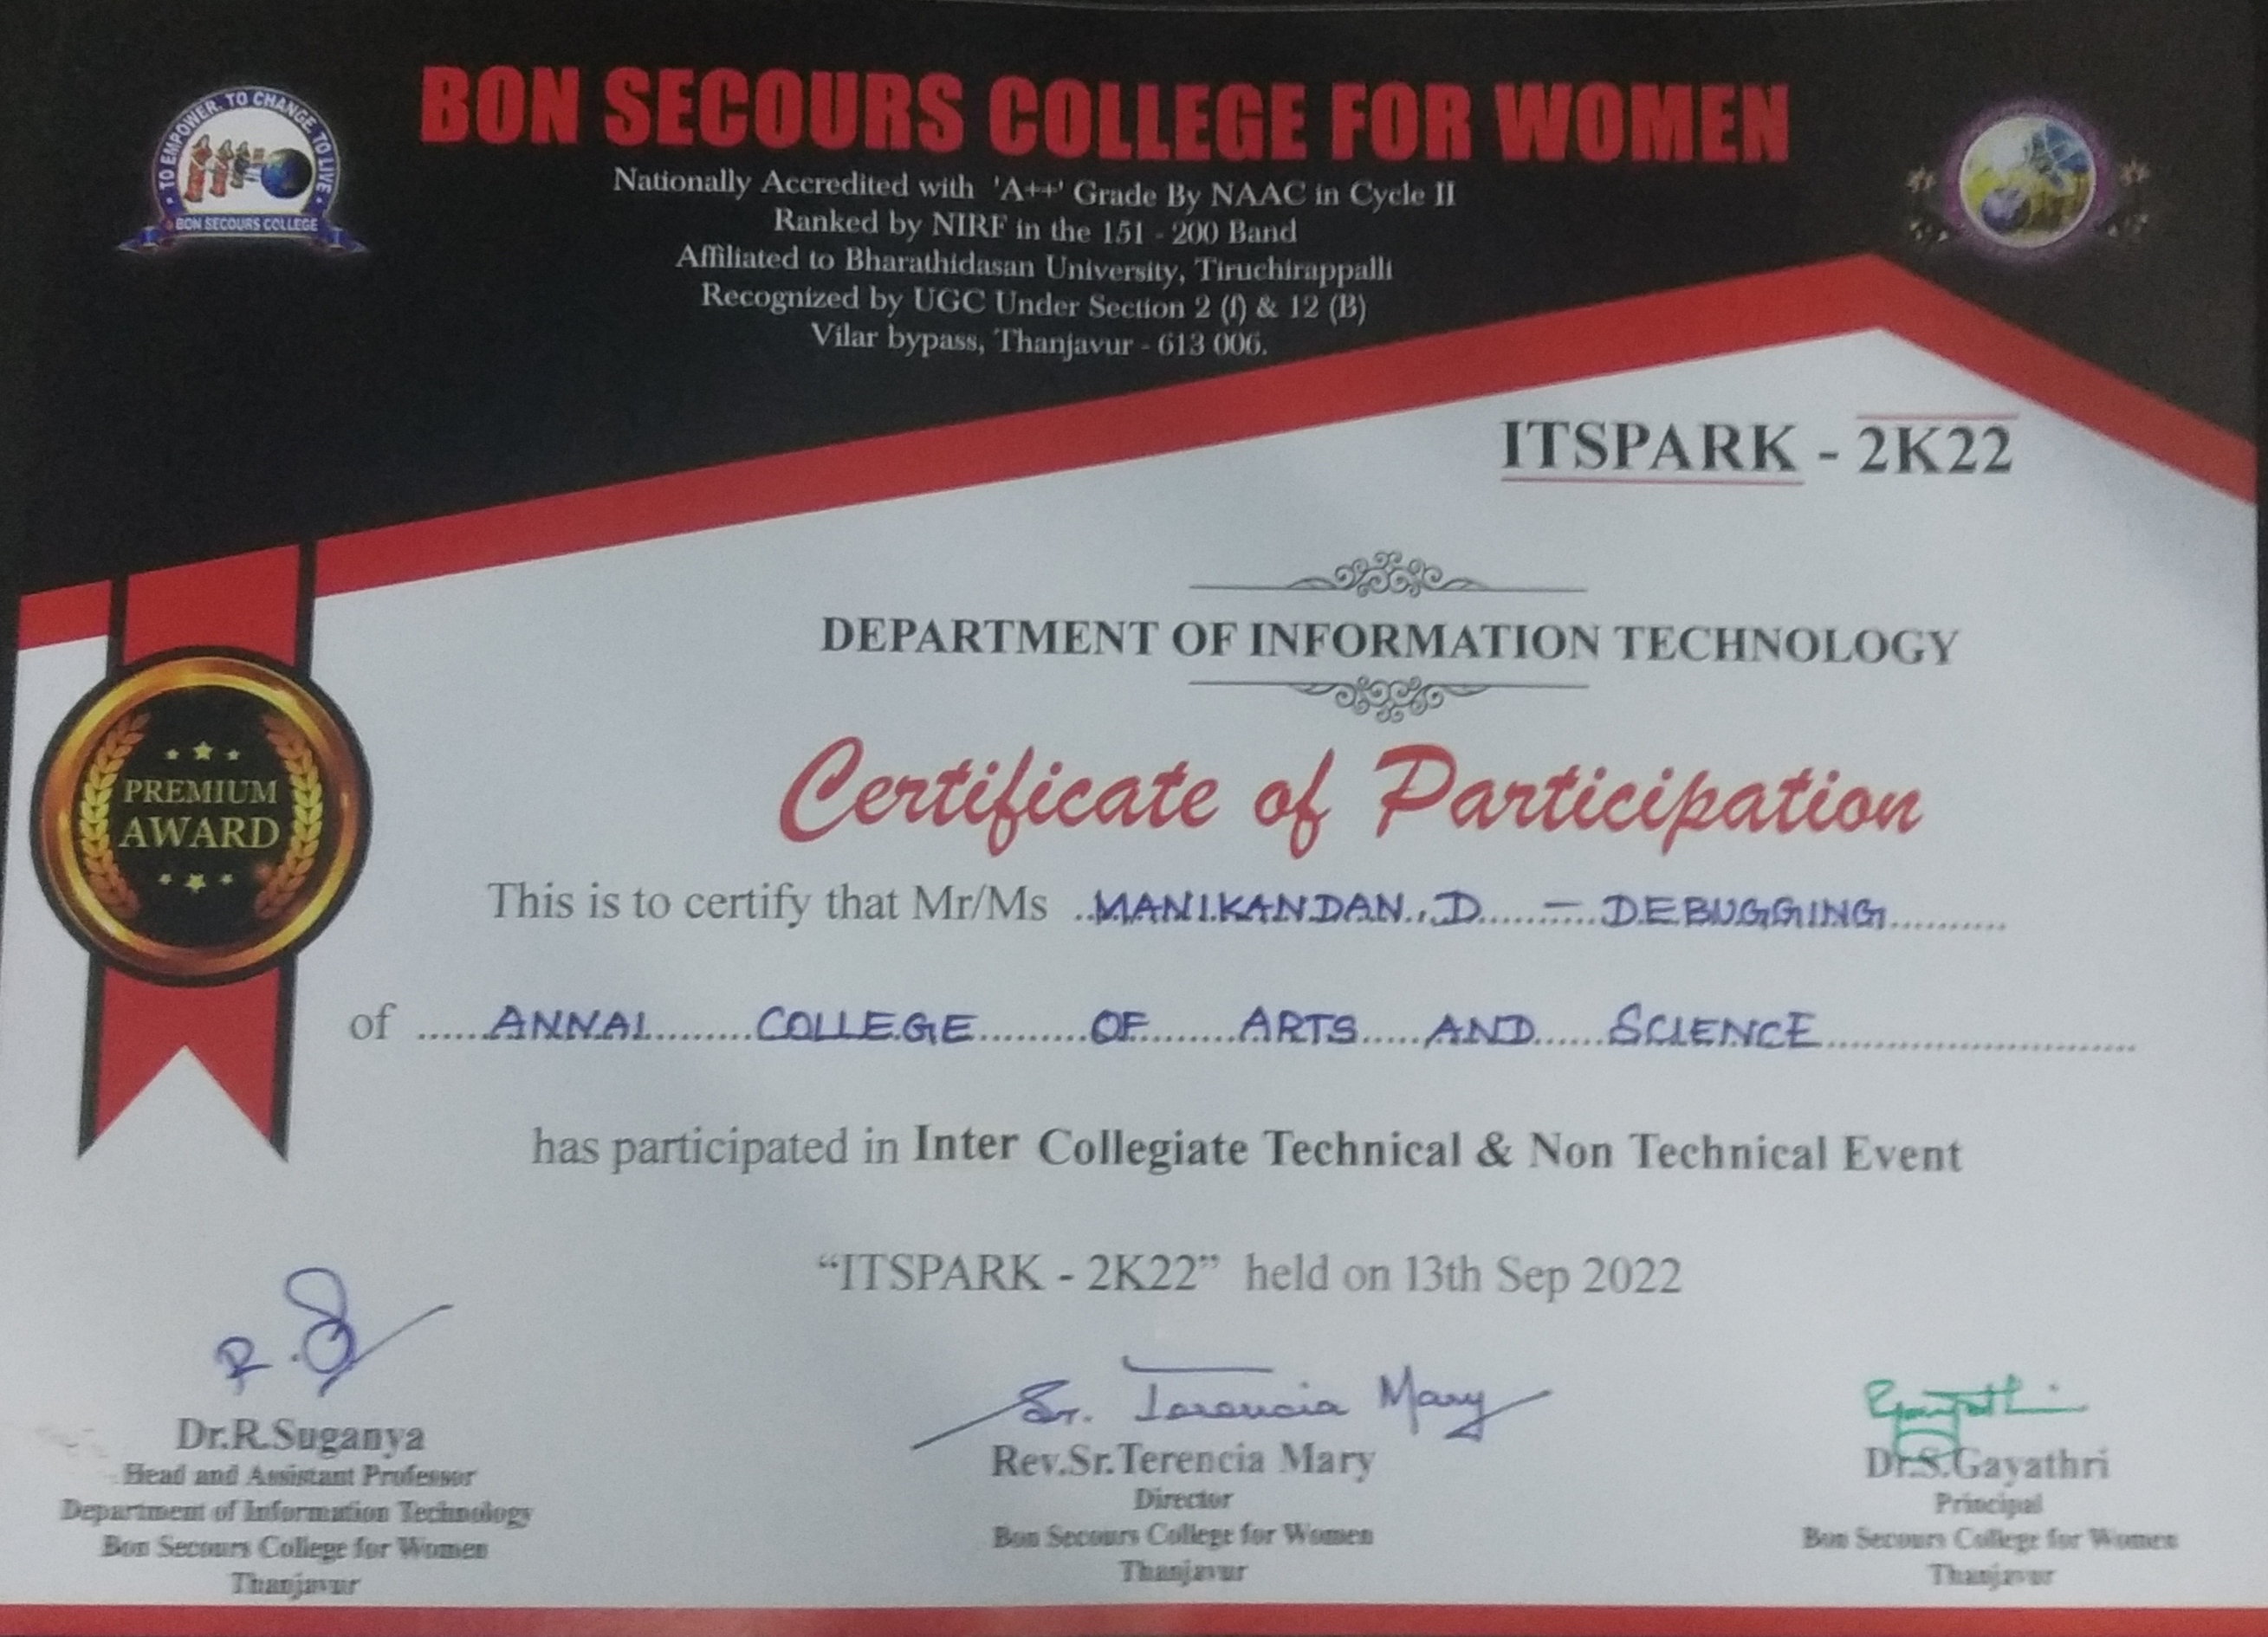 TO EMPOWER, TO CHANGE, TO LIVE
BON SECOURS COLLEGE
BON SECOURS COLLEGE FOR WOMEN
Nationally Accredited with 'A++' Grade By NAAC in Cycle II
Ranked by NIRF in the 151 - 200 Band
Affiliated to Bharathidasan University, Tiruchirappalli
Recognized by UGC Under Section 2 (f) & 12 (B)
Vilar bypass, Thanjavur - 613 006.
ITSPARK - 2K22
DEPARTMENT OF INFORMATION TECHNOLOGY
Certificate of Participation
PREMIUM
AWARD
This is to certify that Mr/Ms MANIKANDAN. D - DEBUGGING
of ANNAI COLLEGE OF ARTS AND SCIENCE
has participated in Inter Collegiate Technical & Non Technical Event
“ITSPARK - 2K22” held on 13th Sep 2022
Sr. Terencia Mary
Gayathri
Dr.R.Suganya
Head and Assistant Professor
Department of Information Technology
Bon Secours College for Women
Thanjavur
Rev.Sr.Terencia Mary
Director
Bon Secours College for Women
Thanjavur
Dr.S.Gayathri
Principal
Bon Secours College for Women
Thanjavur